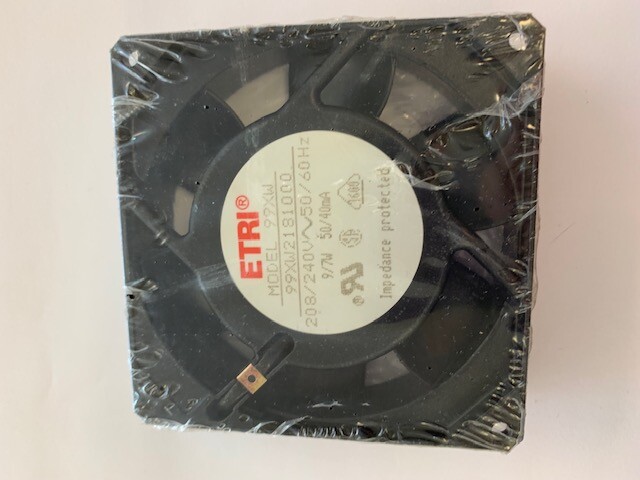 ETRI®
MODEL 99XW
99XW2181000
208/240V~50/60Hz
9/7W 50/40mA
Impedance protected